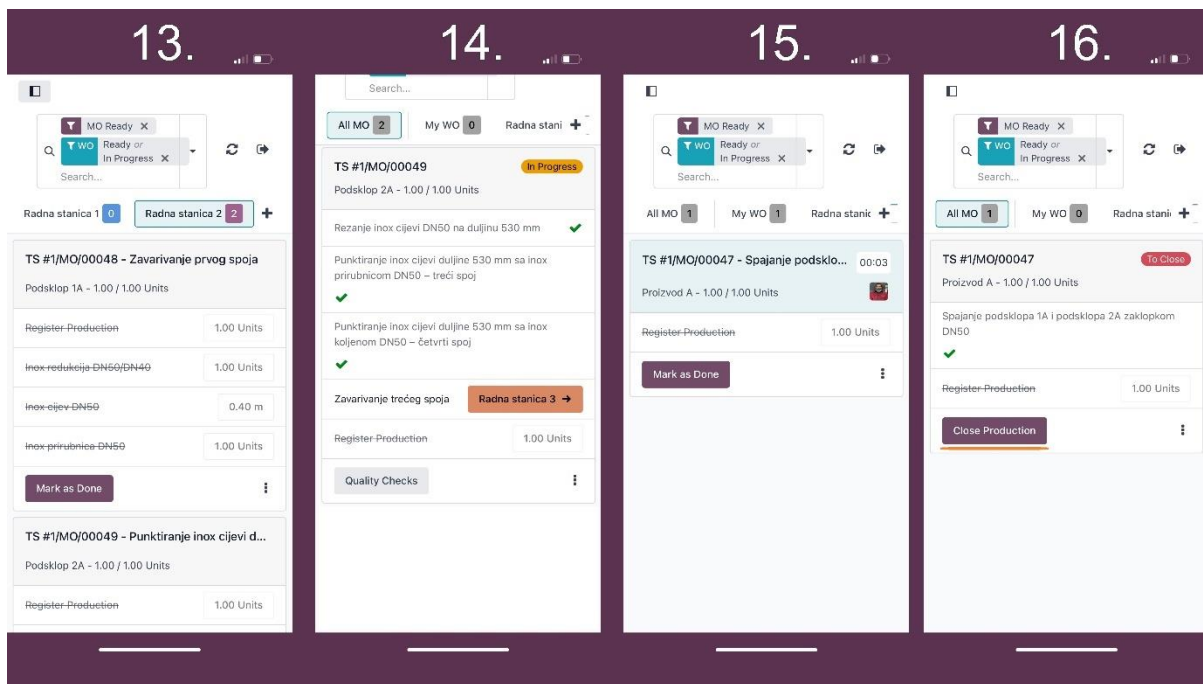 13.
MO Ready X
WO Ready or
In Progress X
Search...
Radna stanica 1 0 Radna stanica 2 2 +
TS #1/MO/00048 - Zavarivanje prvog spoja
Podsklop 1A - 1.00 / 1.00 Units
Register Production 1.00 Units
Inox redukcija DN50/DN40 1.00 Units
Inox cijev DN50 0.40 m
Inox prirubnica DN50 1.00 Units
Mark as Done
TS #1/MO/00049 - Punktiranje inox cijevi d...
Podsklop 2A - 1.00 / 1.00 Units
Register Production 1.00 Units
14.
Search...
All MO 2 My WO 0 Radna stani +
TS #1/MO/00049 In Progress
Podsklop 2A - 1.00 / 1.00 Units
Rezanje inox cijevi DN50 na duljinu 530 mm
Punktiranje inox cijevi duljine 530 mm sa inox
prirubnicom DN50 – treći spoj
Punktiranje inox cijevi duljine 530 mm sa inox
koljenom DN50 – četvrti spoj
Zavarivanje trećeg spoja Radna stanica 3 →
Register Production 1.00 Units
Quality Checks
15.
MO Ready X
WO Ready or
In Progress X
Search...
All MO 1 My WO 1 Radna stanic +
TS #1/MO/00047 - Spajanje podsklo... 00:03
Proizvod A - 1.00 / 1.00 Units
Register Production 1.00 Units
Mark as Done
16.
MO Ready X
WO Ready or
In Progress X
Search...
All MO 1 My WO 0 Radna stani +
TS #1/MO/00047 To Close
Proizvod A - 1.00 / 1.00 Units
Spajanje podsklopa 1A i podsklopa 2A zaklopkom
DN50
Register Production 1.00 Units
Close Production